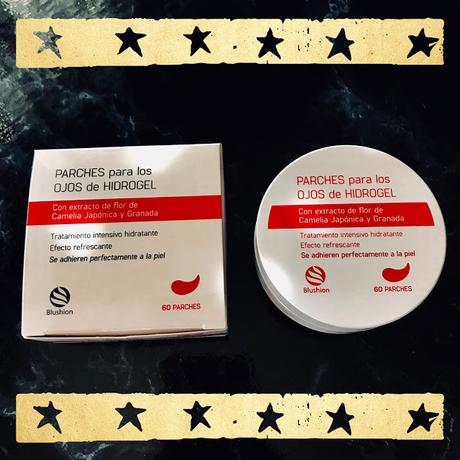 PARCHES para los
OJOS de HIDROGEL
Con extracto de flor de
Camelia Japónica y Granada
Tratamiento intensivo hidratante
Efecto refrescante
Se adhieren perfectamente a la piel
Blushion
60 PARCHES
PARCHES para los
OJOS de HIDROGEL
Con extracto de flor de
Camelia Japónica y Granada
Tratamiento intensivo hidratante
Efecto refrescante
Se adhieren perfectamente a la piel
Blushion
60 PARCHES